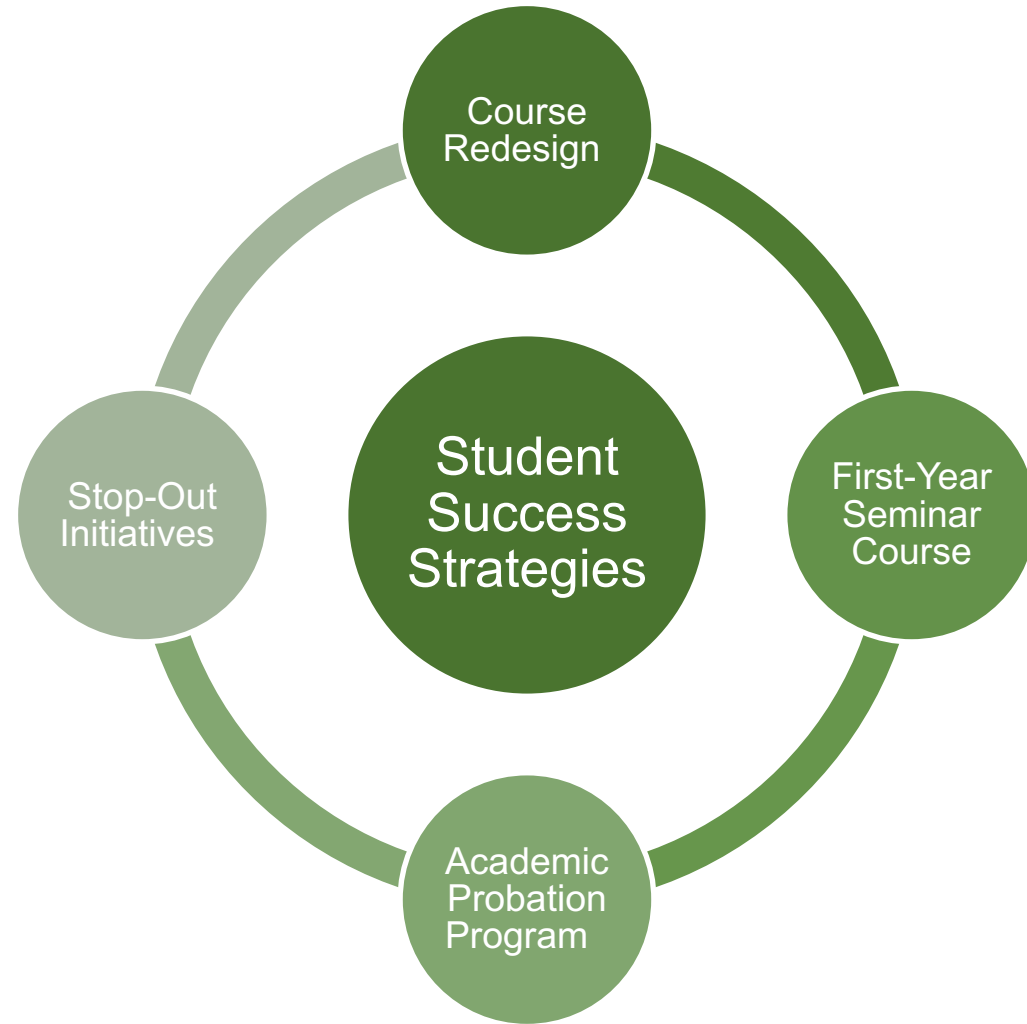 Course
Redesign
Student
Success
Strategies
First-Year
Seminar
Course
Academic
Probation
Program
Stop-Out
Initiatives